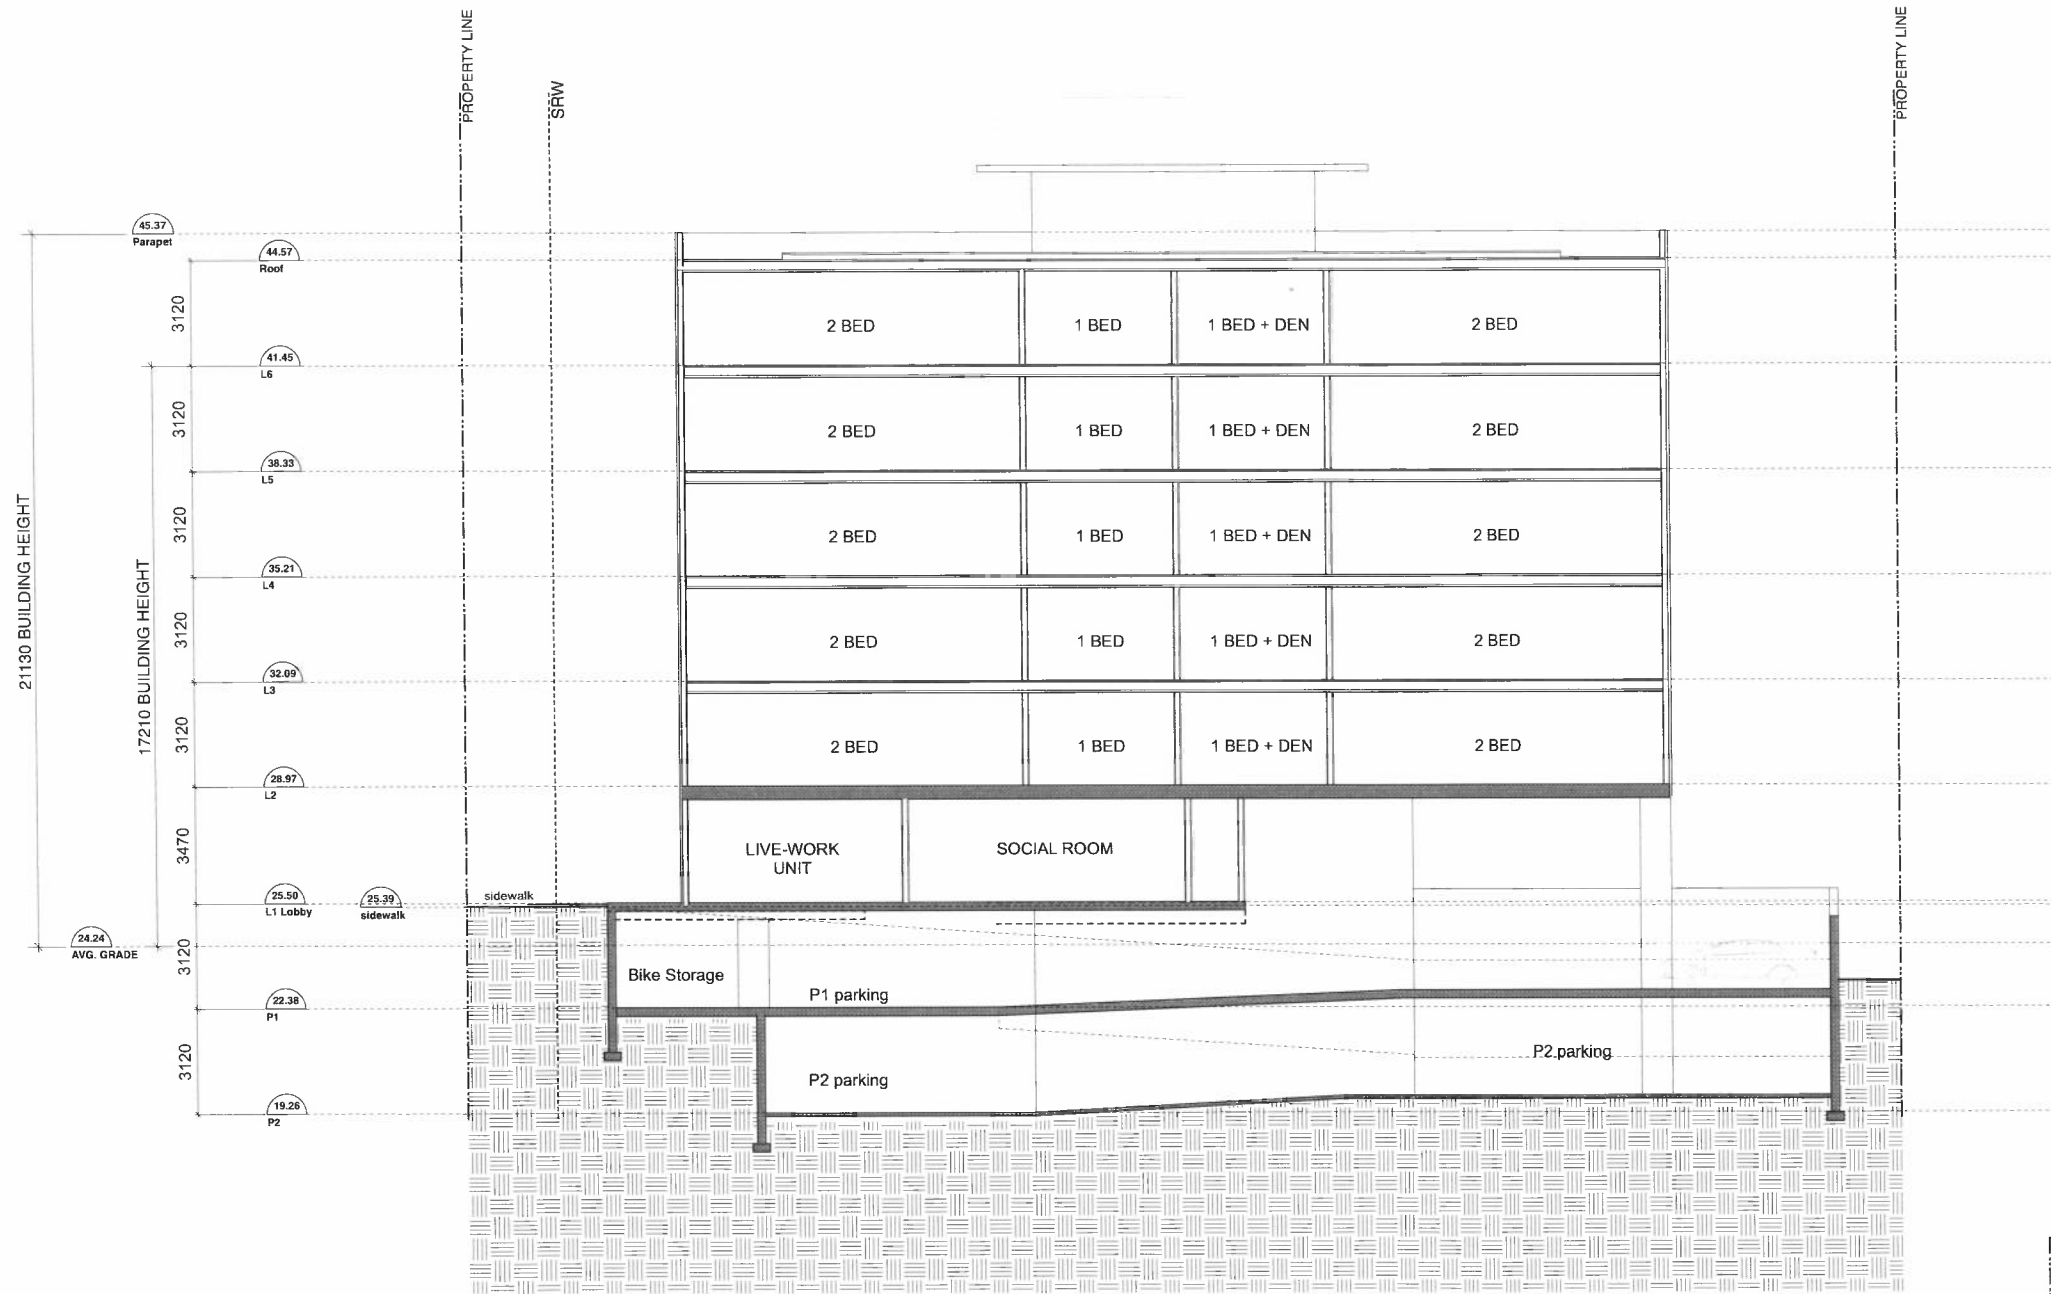 PROPERTY LINE
SRW
PROPERTY LINE
45.37
Parapet
44.57
Roof
3120
2 BED
1 BED
1 BED + DEN
2 BED
41.45
L6
3120
2 BED
1 BED
1 BED + DEN
2 BED
38.33
L5
3120
2 BED
1 BED
1 BED + DEN
2 BED
35.21
L4
21130 BUILDING HEIGHT
17210 BUILDING HEIGHT
3120
2 BED
1 BED
1 BED + DEN
2 BED
32.09
L3
3120
2 BED
1 BED
1 BED + DEN
2 BED
28.97
L2
3470
LIVE-WORK
UNIT
SOCIAL ROOM
25.50
L1 Lobby
25.39
sidewalk
sidewalk
24.24
AVG. GRADE
3120
Bike Storage
P1 parking
22.38
P1
3120
P2 parking
P2 parking
19.26
P2